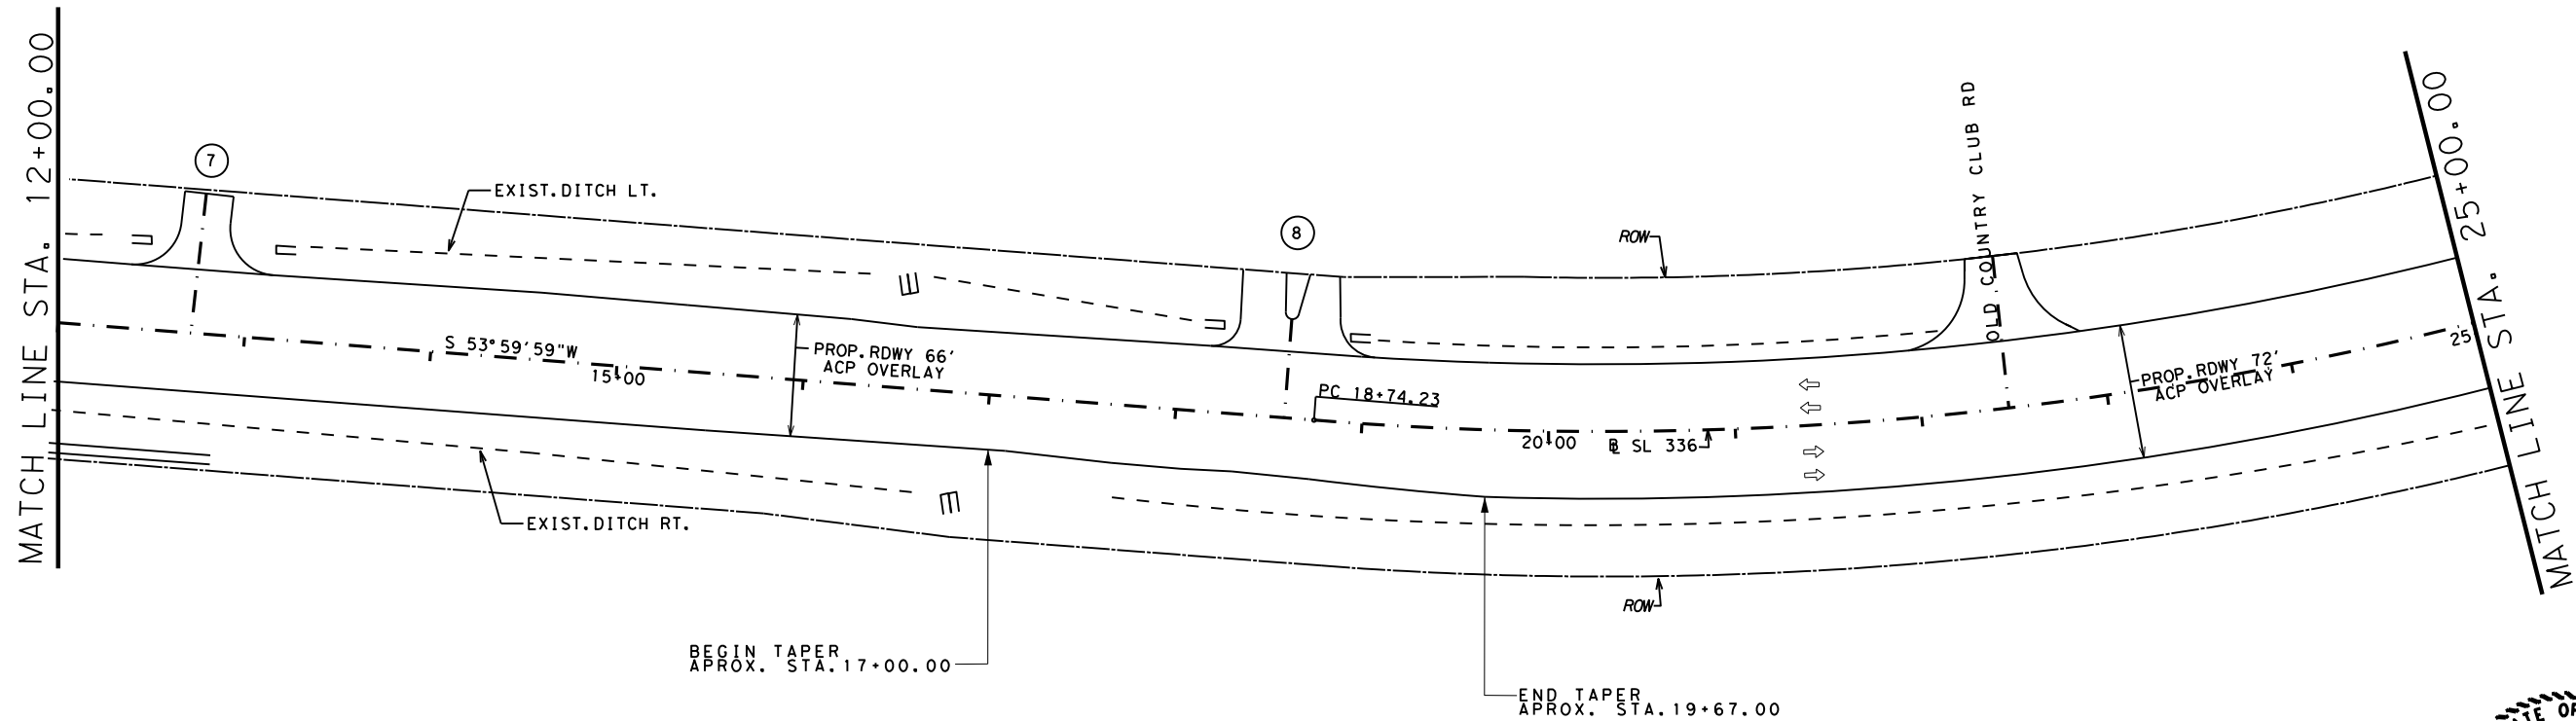 MATCH LINE STA. 12+00.00
7
EXIST.DITCH LT.
S 53°59'59"W
15+00
PROP.RDWY 66'
ACP OVERLAY
EXIST.DITCH RT.
BEGIN TAPER
APROX. STA.17+00.00
8
PC 18+74.23
ROW
20+00
SL 336
ROW
END TAPER
APROX. STA.19+67.00
OLD COUNTRY CLUB RD
PROP.RDWY 72'
ACP OVERLAY
25
MATCH LINE STA. 25+00.00